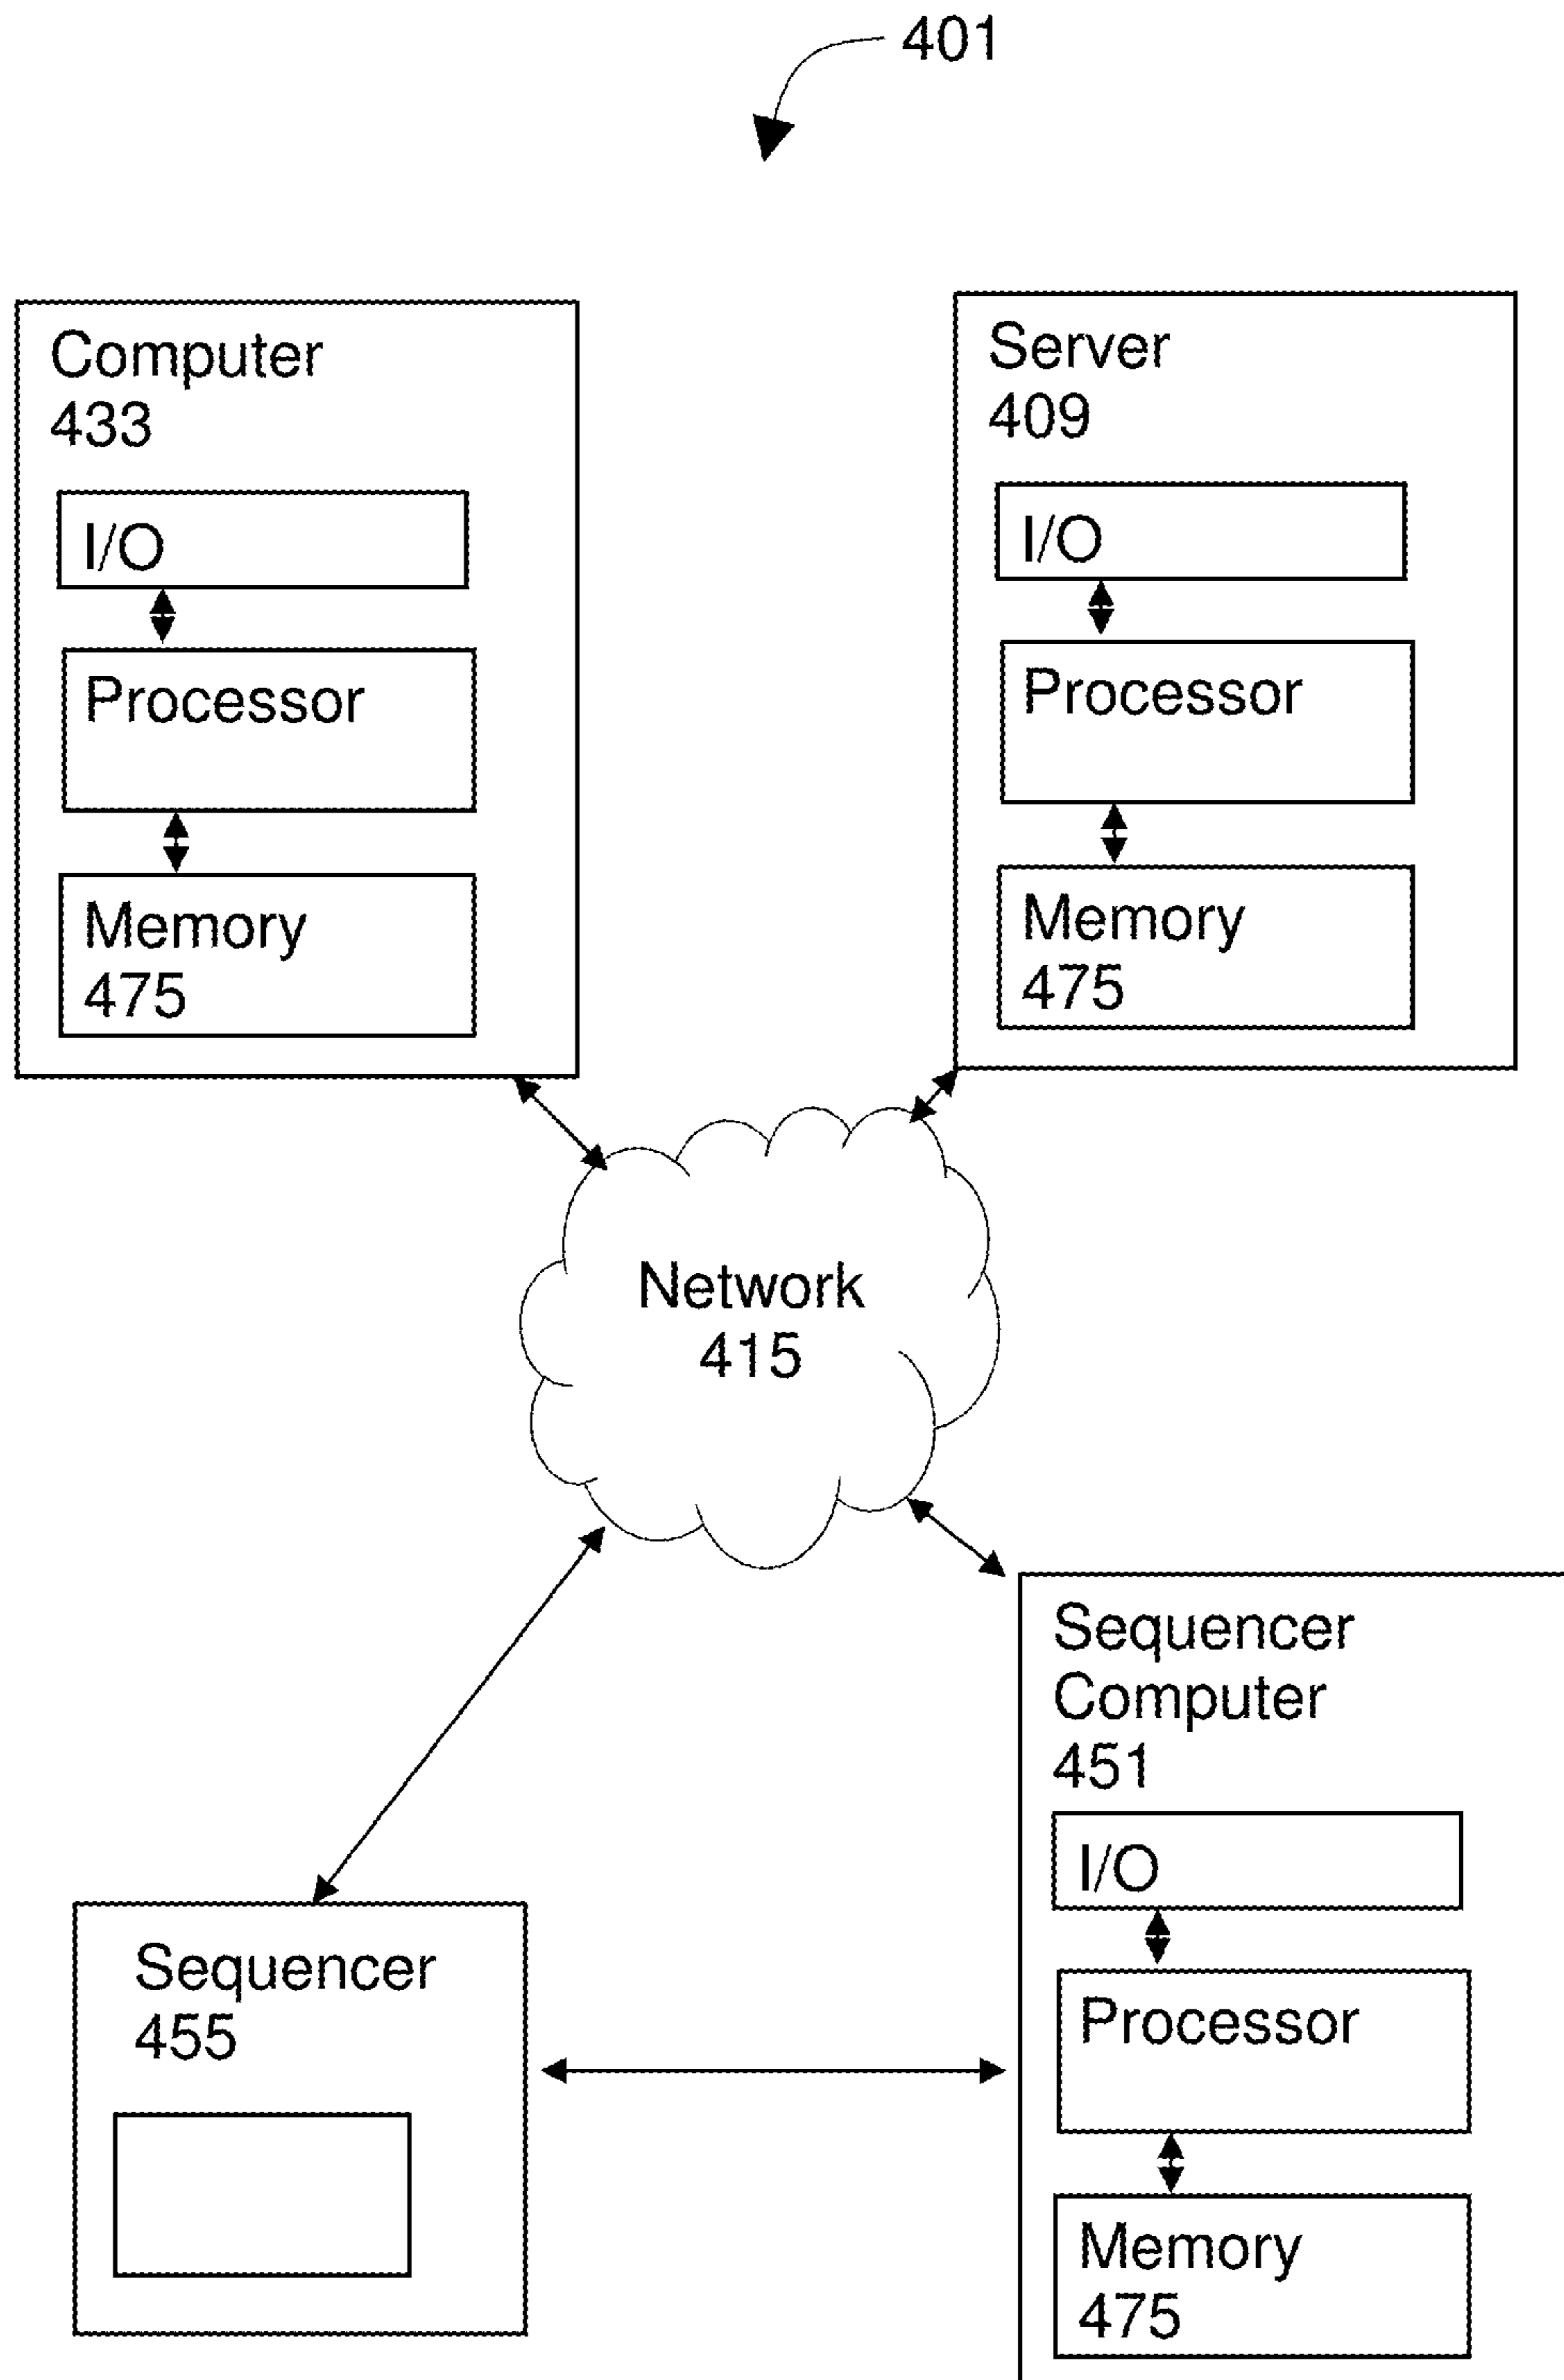 401
Computer
433
I/O
Processor
Memory
475
Server
409
I/O
Processor
Memory
475
Network
415
Sequencer
455
Sequencer
Computer
451
I/O
Processor
Memory
475